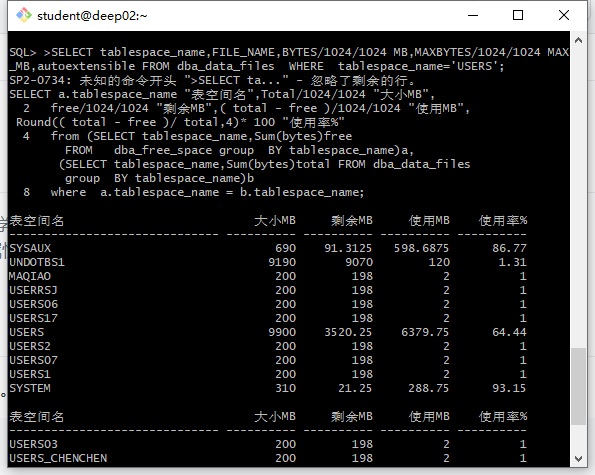 student@deep02:~
SQL> >SELECT tablespace_name,FILE_NAME,BYTES/1024/1024 MB,MAXBYTES/1024/1024 MAX
_MB,autoextensible FROM dba_data_files  WHERE  tablespace_name='USERS';
SP2-0734: 未知的命令开头 ">SELECT ta..." - 忽略了剩余的行。
SELECT a.tablespace_name "表空间名",Total/1024/1024 "大小MB",
  2   free/1024/1024 "剩余MB",( total - free )/1024/1024 "使用MB",
 Round(( total - free )/ total,4)* 100 "使用率%"
  4   from (SELECT tablespace_name,Sum(bytes)free
        FROM   dba_free_space group  BY tablespace_name)a,
       (SELECT tablespace_name,Sum(bytes)total FROM dba_data_files
        group  BY tablespace_name)b
  8   where  a.tablespace_name = b.tablespace_name;
表空间名 大小MB 剩余MB 使用MB 使用率%
------------------------------ ---------- ---------- ---------- ----------
SYSAUX 690 91.3125 598.6875 86.77
UNDOTBS1 9190 9070 120 1.31
MAQIAO 200 198 2 1
USERRSJ 200 198 2 1
USERS06 200 198 2 1
USERS17 200 198 2 1
USERS 9900 3520.25 6379.75 64.44
USERS2 200 198 2 1
USERS07 200 198 2 1
USERS1 200 198 2 1
SYSTEM 310 21.25 288.75 93.15
表空间名 大小MB 剩余MB 使用MB 使用率%
------------------------------ ---------- ---------- ---------- ----------
USERS03 200 198 2 1
USERS_CHENCHEN 200 198 2 1